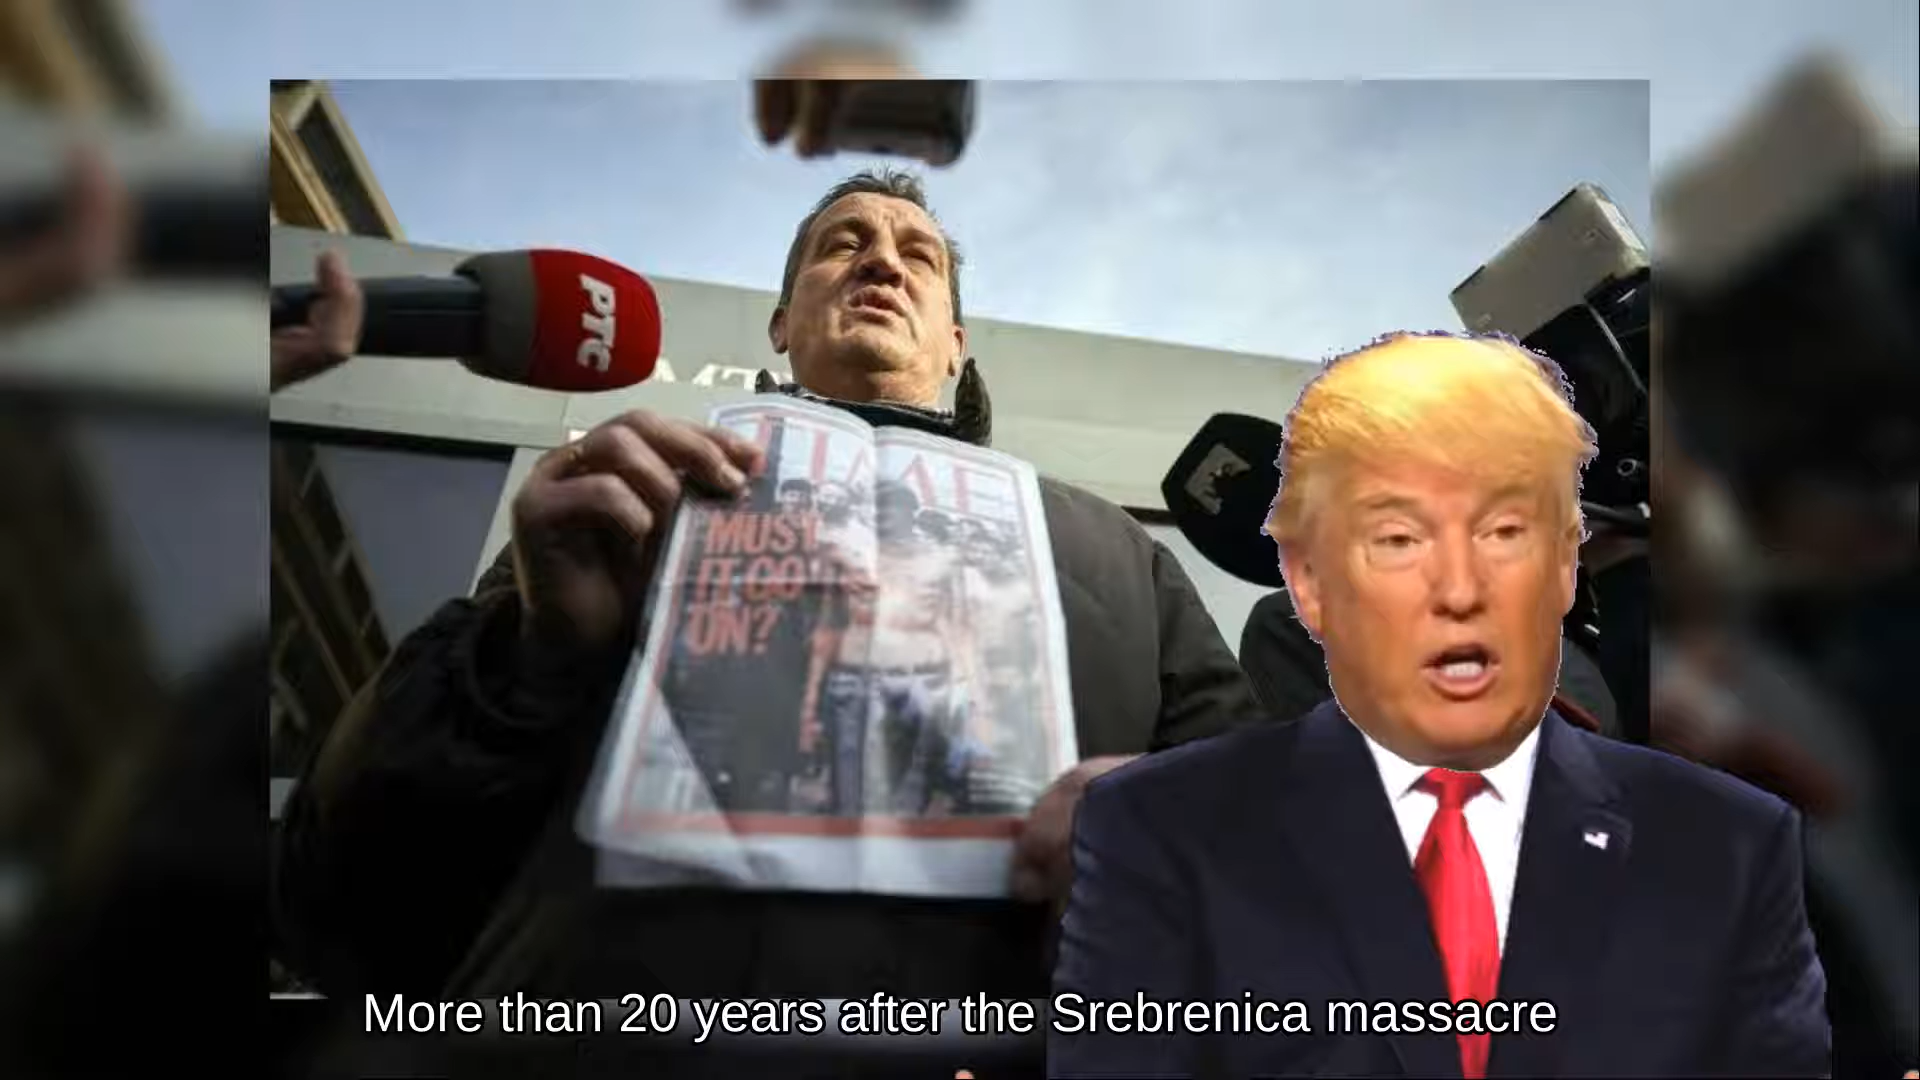 РТС
TIME
MUST
IT GO
ON?
More than 20 years after the Srebrenica massacre